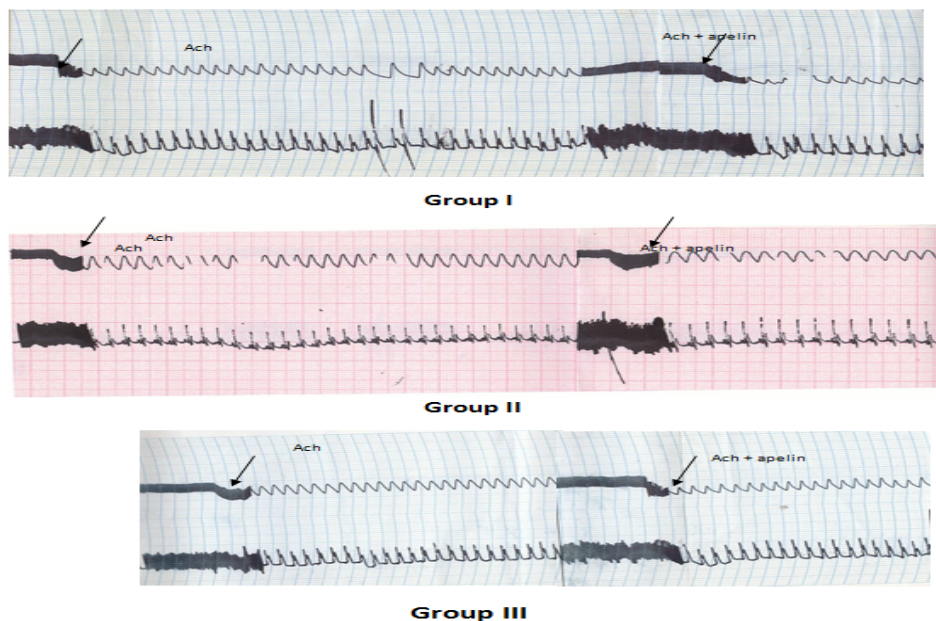 Ach
Ach + apelin
Group I
Ach
Ach
Ach + apelin
Group II
Ach
Ach + apelin
Group III